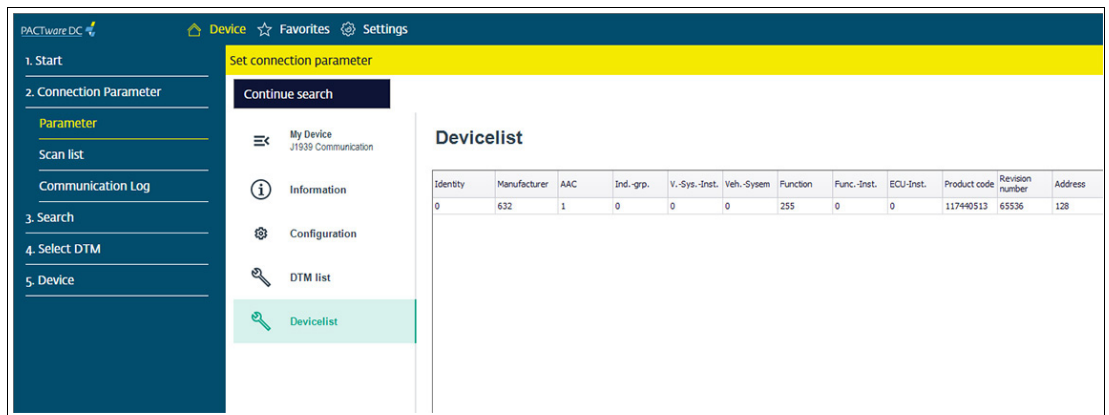 PACTware DC
Device Favorites Settings
1. Start
2. Connection Parameter
Parameter
Scan list
Communication Log
3. Search
4. Select DTM
5. Device
Set connection parameter
Continue search
My Device
J1939 Communication
Information
Configuration
DTM list
Devicelist
Devicelist
Identity Manufacturer AAC Ind.-grp. V.-Sys.-Inst. Veh.-Sysem Function Func.-Inst. ECU-Inst. Product code Revision number Address
0 632 1 0 0 0 255 0 0 117440513 65536 128